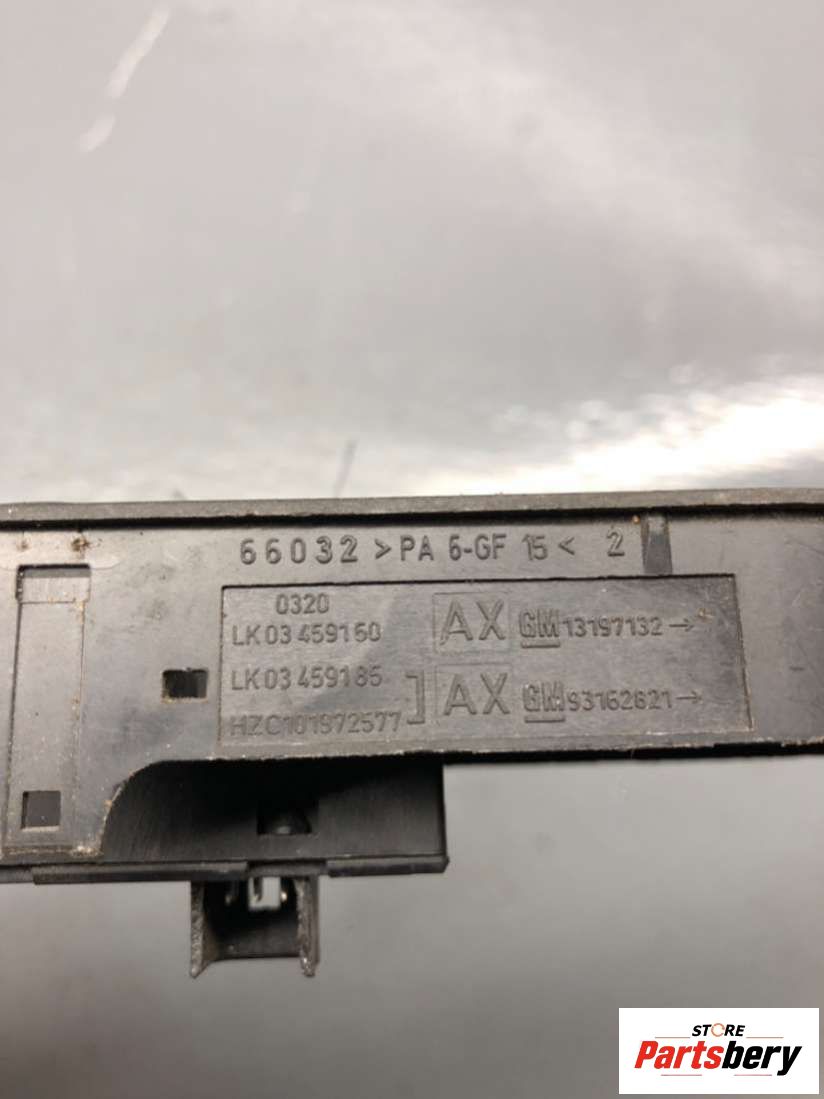 66032 >PA 6-GF 15< 2
0320
LK03 459160 AX GM 13197132→
LK03 459185 ] AX GM 93162621→
HZC101972577
STORE
Partsbery